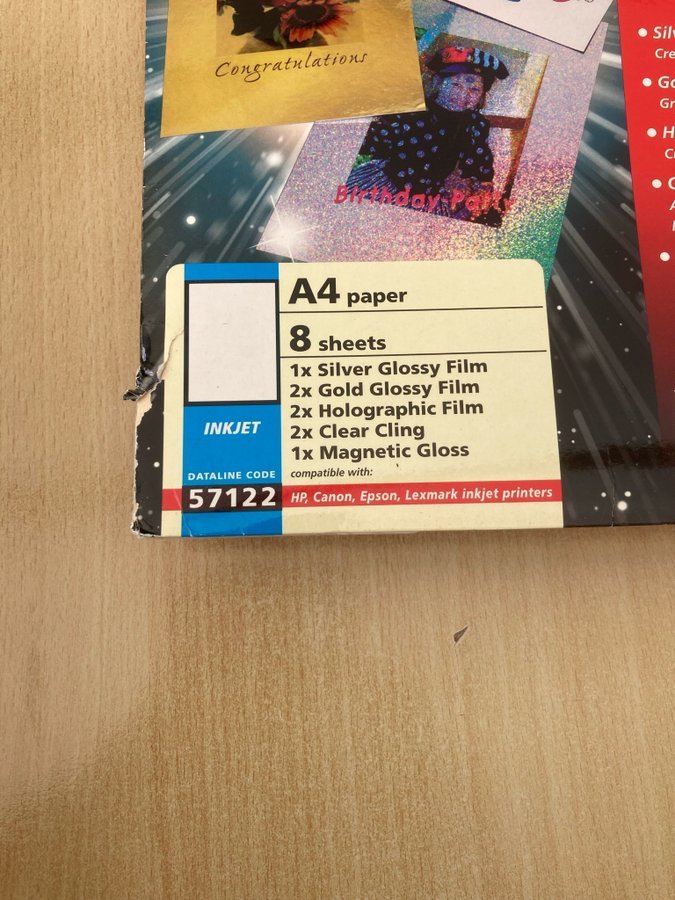 Congratulations
Birthday Party
A4 paper
8 sheets
1x Silver Glossy Film
2x Gold Glossy Film
2x Holographic Film
2x Clear Cling
1x Magnetic Gloss
INKJET
compatible with:
DATALINE CODE
57122
HP, Canon, Epson, Lexmark inkjet printers